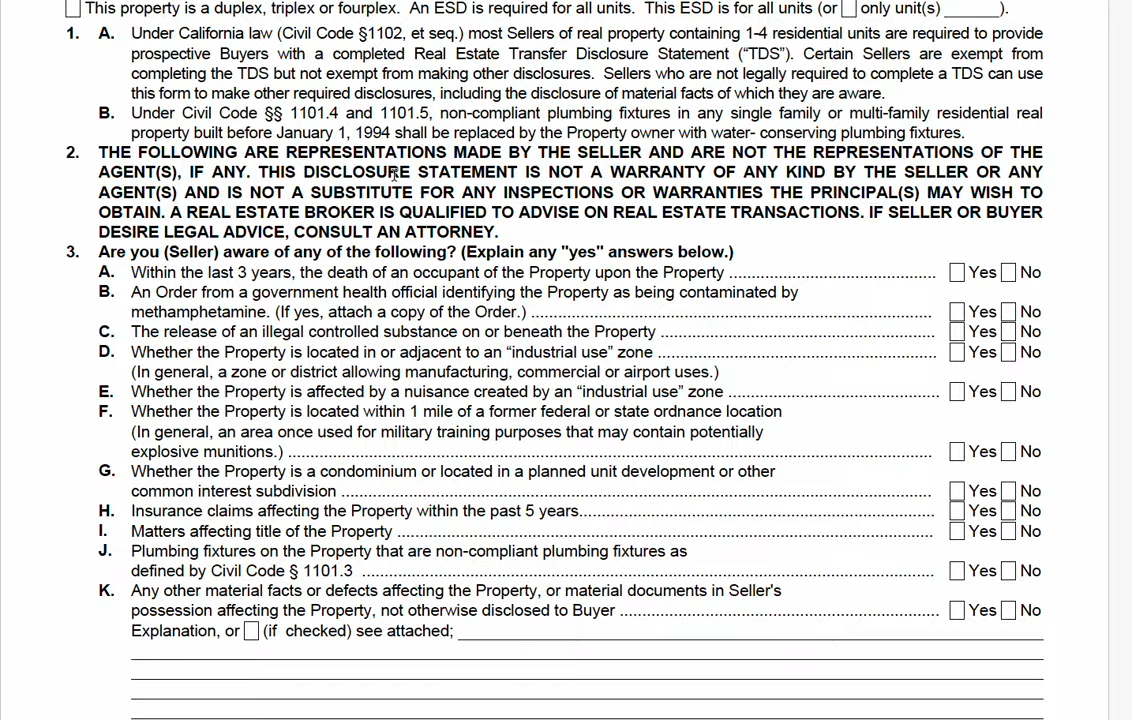 This property is a duplex, triplex or fourplex. An ESD is required for all units. This ESD is for all units (or only unit(s) ______).
1. A. Under California law (Civil Code §1102, et seq.) most Sellers of real property containing 1-4 residential units are required to provide
prospective Buyers with a completed Real Estate Transfer Disclosure Statement (“TDS”). Certain Sellers are exempt from
completing the TDS but not exempt from making other disclosures. Sellers who are not legally required to complete a TDS can use
this form to make other required disclosures, including the disclosure of material facts of which they are aware.
B. Under Civil Code §§ 1101.4 and 1101.5, non-compliant plumbing fixtures in any single family or multi-family residential real
property built before January 1, 1994 shall be replaced by the Property owner with water- conserving plumbing fixtures.
2. THE FOLLOWING ARE REPRESENTATIONS MADE BY THE SELLER AND ARE NOT THE REPRESENTATIONS OF THE
AGENT(S), IF ANY. THIS DISCLOSURE STATEMENT IS NOT A WARRANTY OF ANY KIND BY THE SELLER OR ANY
AGENT(S) AND IS NOT A SUBSTITUTE FOR ANY INSPECTIONS OR WARRANTIES THE PRINCIPAL(S) MAY WISH TO
OBTAIN. A REAL ESTATE BROKER IS QUALIFIED TO ADVISE ON REAL ESTATE TRANSACTIONS. IF SELLER OR BUYER
DESIRE LEGAL ADVICE, CONSULT AN ATTORNEY.
3. Are you (Seller) aware of any of the following? (Explain any "yes" answers below.)
A. Within the last 3 years, the death of an occupant of the Property upon the Property ... Yes No
B. An Order from a government health official identifying the Property as being contaminated by
methamphetamine. (If yes, attach a copy of the Order.) ... Yes No
C. The release of an illegal controlled substance on or beneath the Property ... Yes No
D. Whether the Property is located in or adjacent to an “industrial use” zone ... Yes No
(In general, a zone or district allowing manufacturing, commercial or airport uses.)
E. Whether the Property is affected by a nuisance created by an “industrial use” zone ... Yes No
F. Whether the Property is located within 1 mile of a former federal or state ordnance location
(In general, an area once used for military training purposes that may contain potentially
explosive munitions.) ... Yes No
G. Whether the Property is a condominium or located in a planned unit development or other
common interest subdivision ... Yes No
H. Insurance claims affecting the Property within the past 5 years... Yes No
I. Matters affecting title of the Property ... Yes No
J. Plumbing fixtures on the Property that are non-compliant plumbing fixtures as
defined by Civil Code § 1101.3 ... Yes No
K. Any other material facts or defects affecting the Property, or material documents in Seller's
possession affecting the Property, not otherwise disclosed to Buyer ... Yes No
Explanation, or (if checked) see attached;